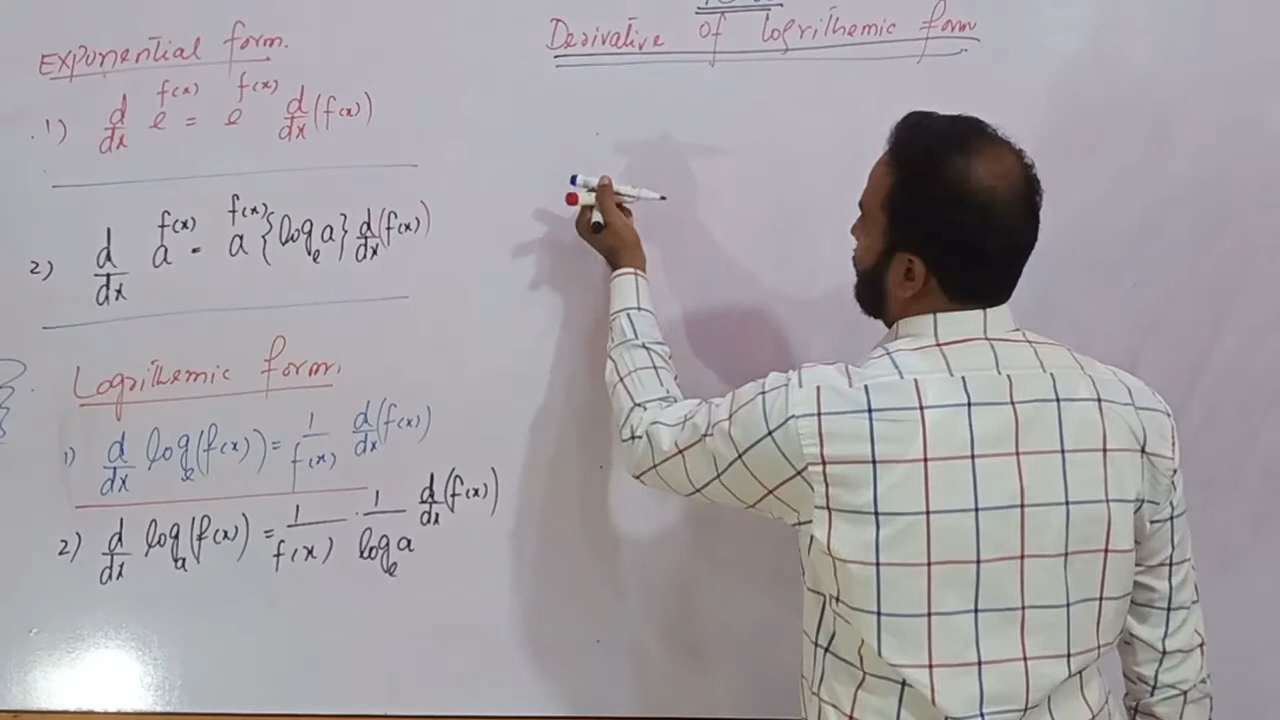 Exponential form.
1) d/dx e^f(x) = e^f(x) d/dx (f(x))
2) d/dx a^f(x) = a^f(x) {log_e a} d/dx (f(x))
Logrithemic form.
1) d/dx log_e (f(x)) = 1/f(x) d/dx (f(x))
2) d/dx log_a (f(x)) = 1/f(x) . 1/log_e a d/dx (f(x))
Derivative of logrithemic form